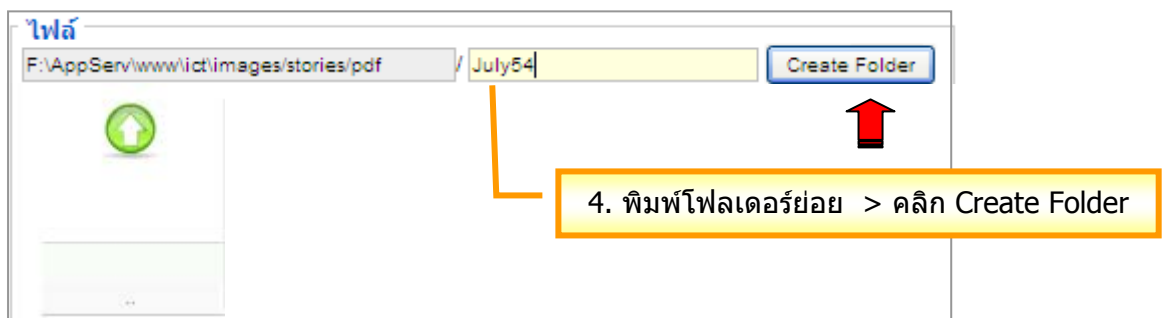 ไฟล์
F:\AppServ\www\ict\images/stories/pdf / July54 Create Folder
4. พิมพ์โฟลเดอร์ย่อย > คลิก Create Folder
..